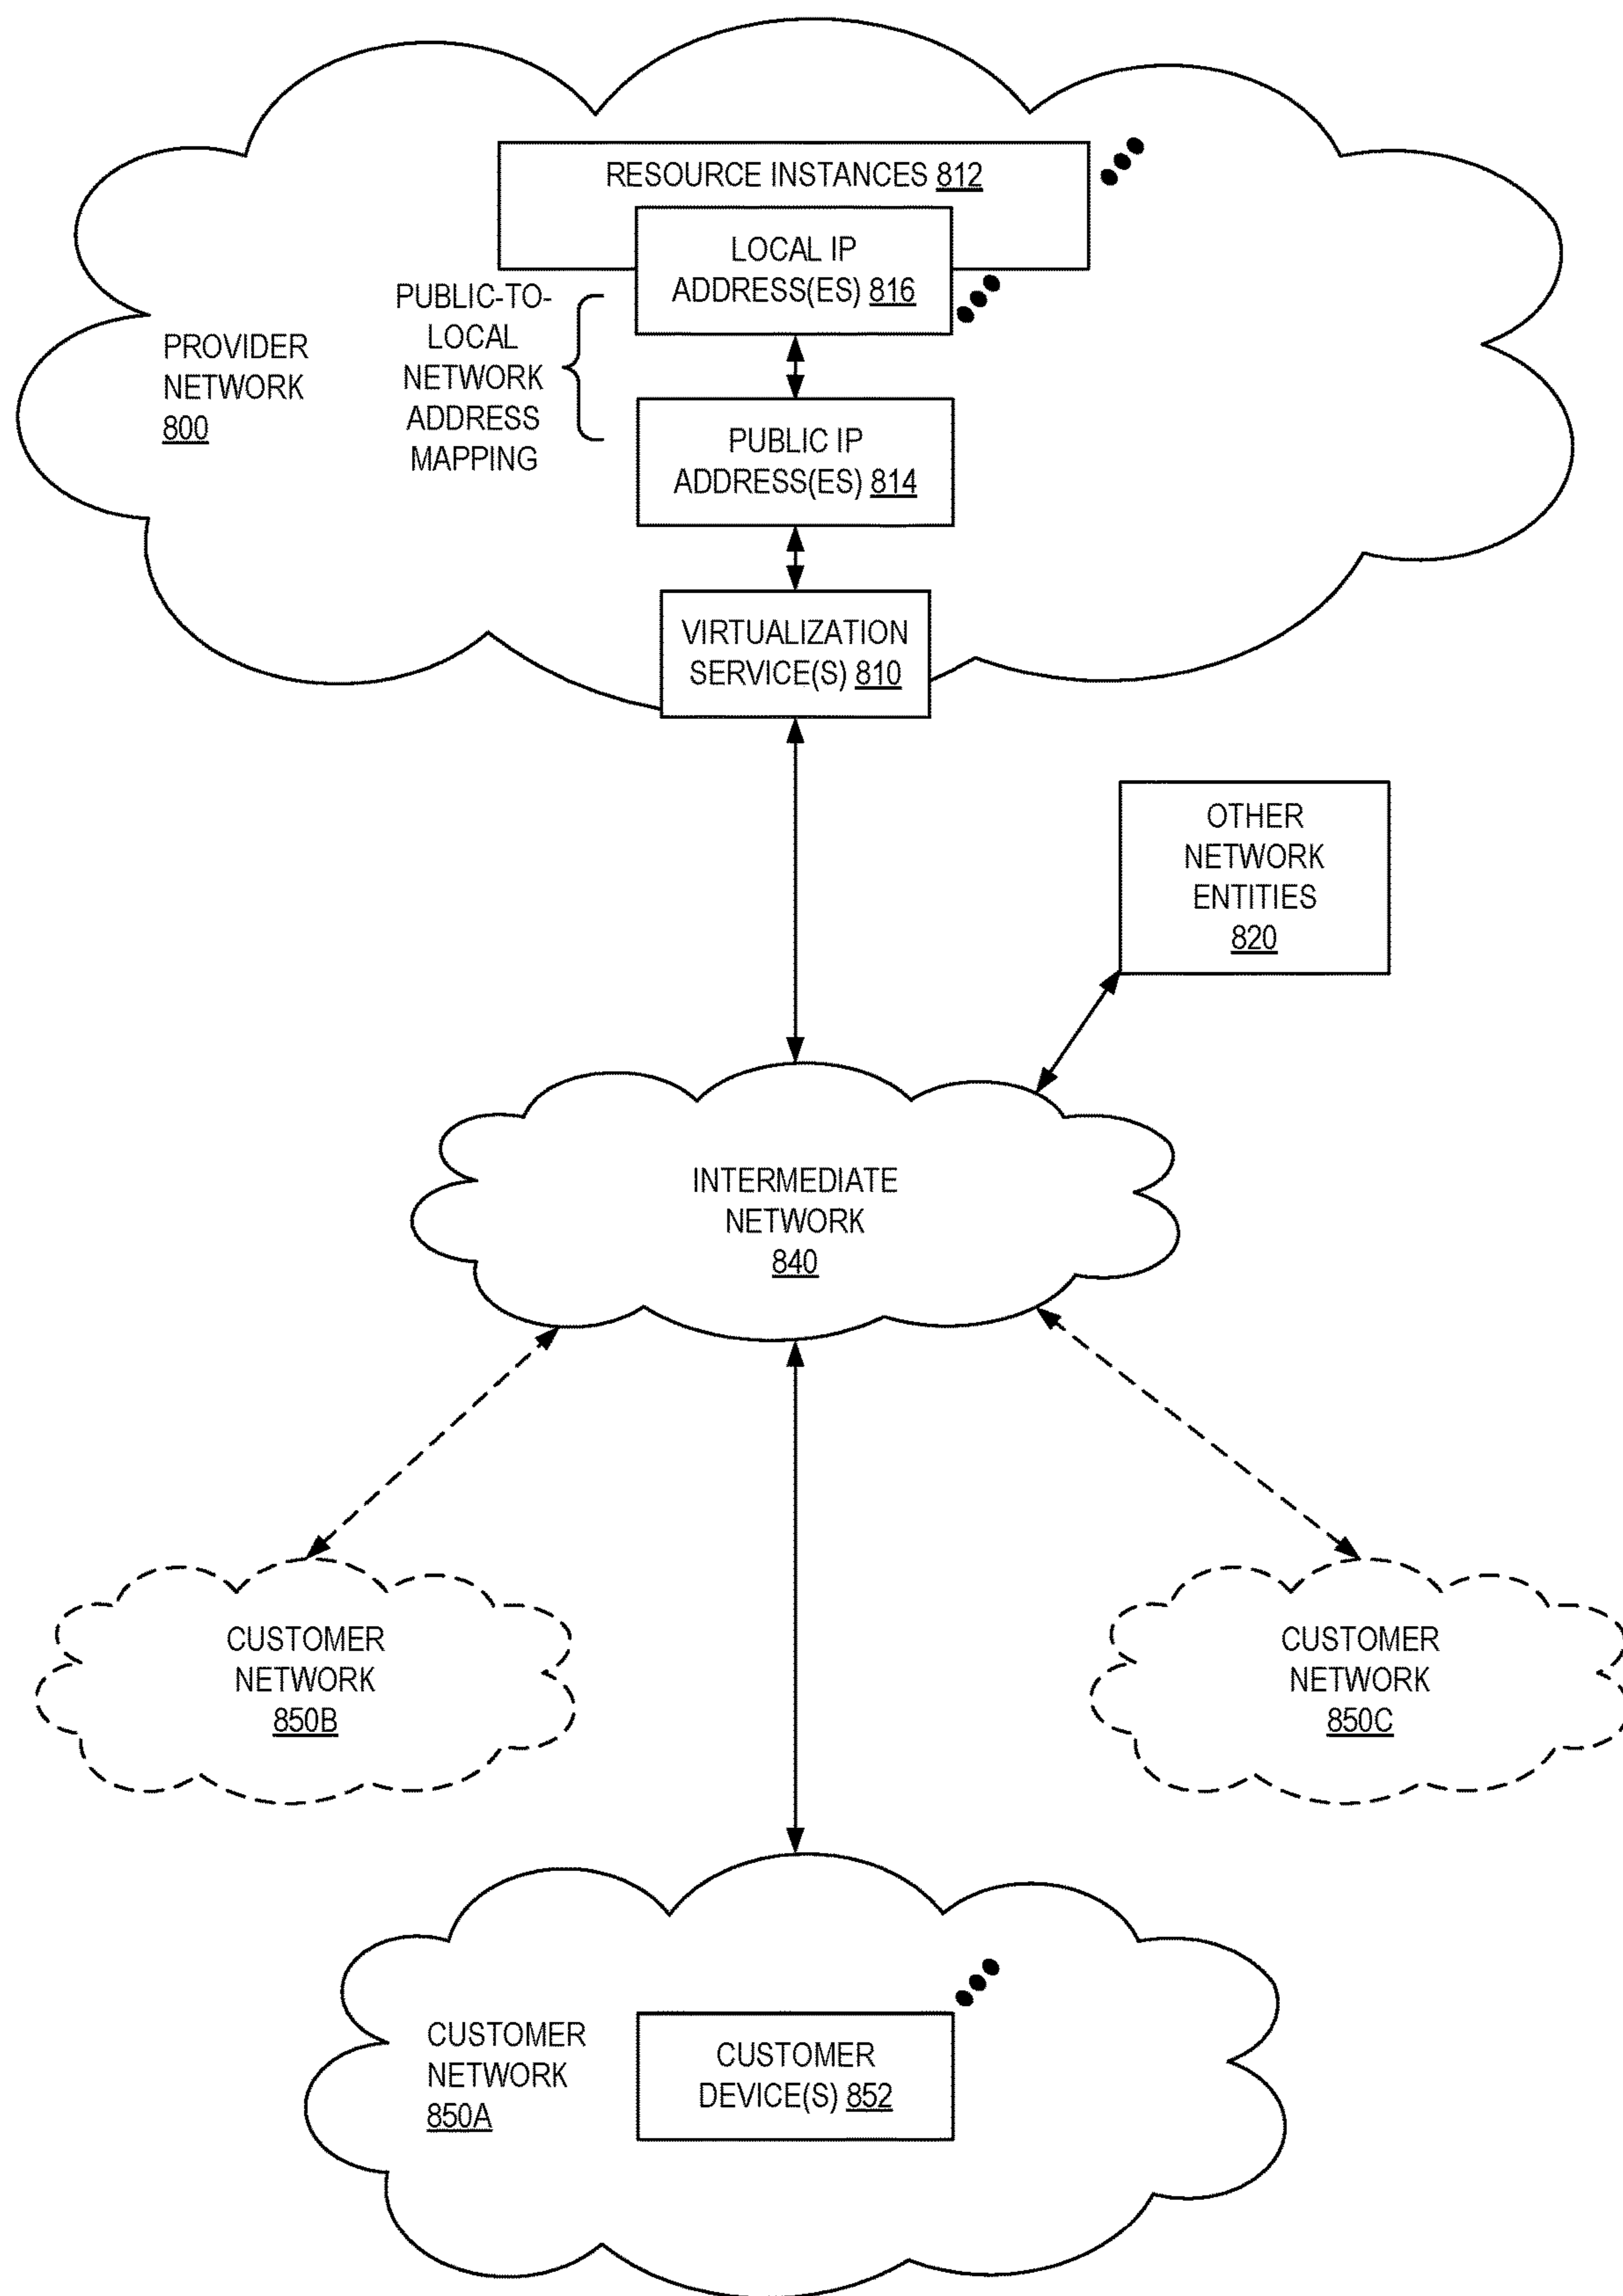 RESOURCE INSTANCES 812
LOCAL IP
ADDRESS(ES) 816
PUBLIC-TO-
LOCAL
NETWORK
ADDRESS
MAPPING
PROVIDER
NETWORK
800
PUBLIC IP
ADDRESS(ES) 814
VIRTUALIZATION
SERVICE(S) 810
OTHER
NETWORK
ENTITIES
820
INTERMEDIATE
NETWORK
840
CUSTOMER
NETWORK
850B
CUSTOMER
NETWORK
850C
CUSTOMER
NETWORK
850A
CUSTOMER
DEVICE(S) 852